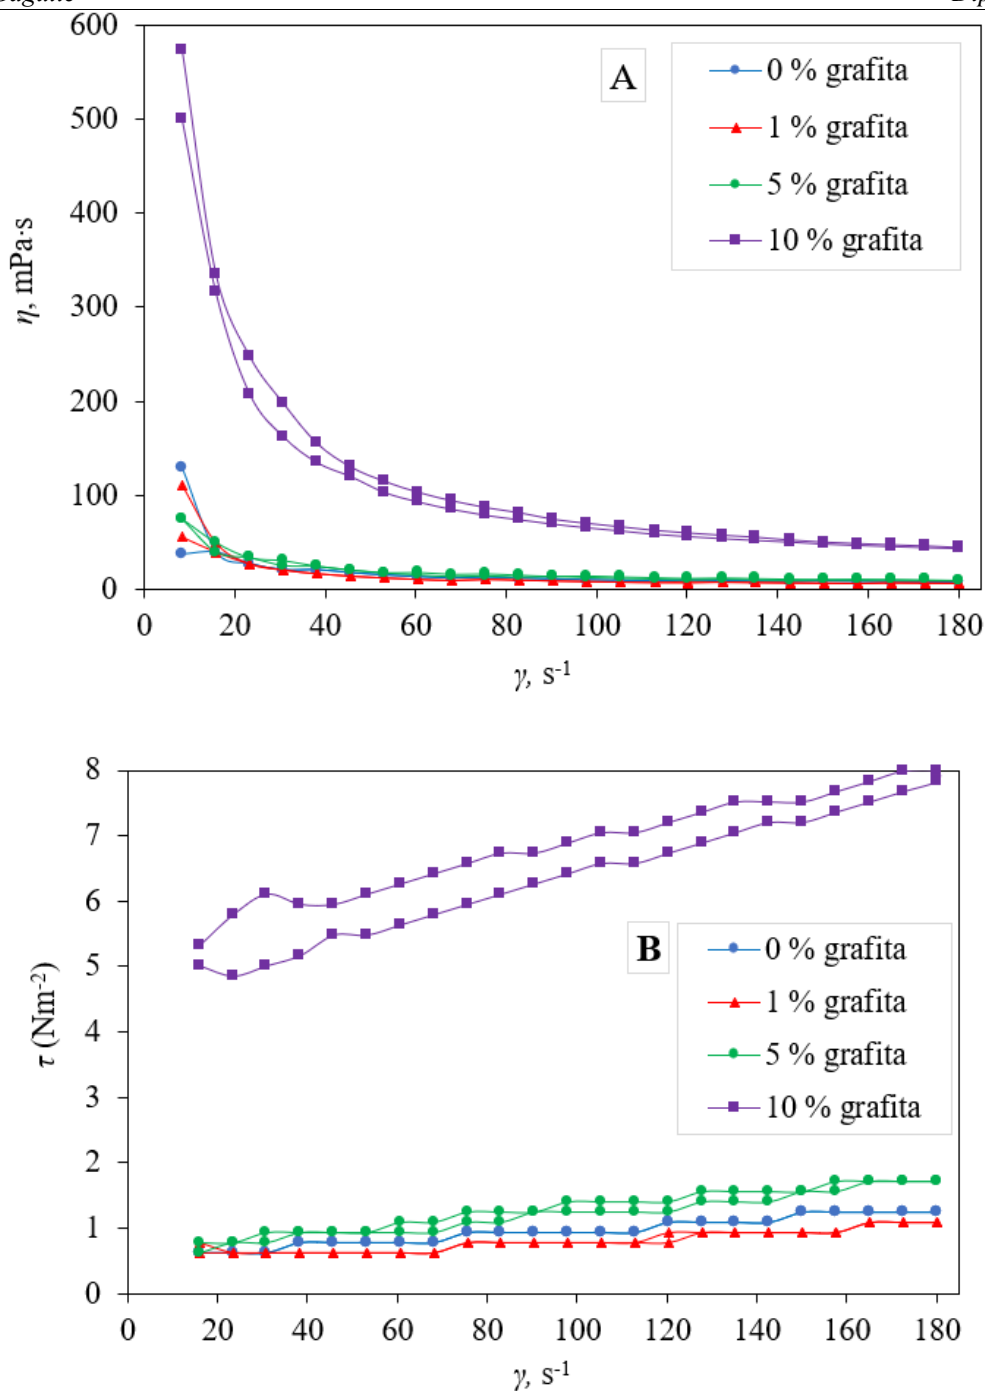 600
500
400
300
200
100
0
η, mPa·s
A
0 % grafita
1 % grafita
5 % grafita
10 % grafita
0 20 40 60 80 100 120 140 160 180
γ, s-1
8
7
6
5
4
3
2
1
0
τ (Nm-2)
B
0 % grafita
1 % grafita
5 % grafita
10 % grafita
0 20 40 60 80 100 120 140 160 180
γ, s-1